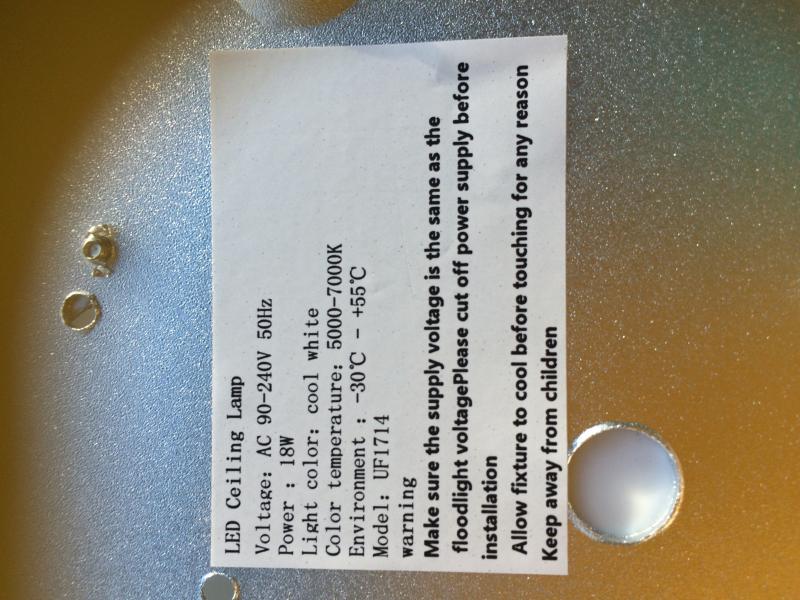 LED Ceiling Lamp
Voltage: AC 90-240V 50Hz
Power : 18W
Light color: cool white
Color temperature: 5000-7000K
Environment : -30℃ - +55℃
Model: UF1714
warning
Make sure the supply voltage is the same as the
floodlight voltagePlease cut off power supply before
installation
Allow fixture to cool before touching for any reason
Keep away from children